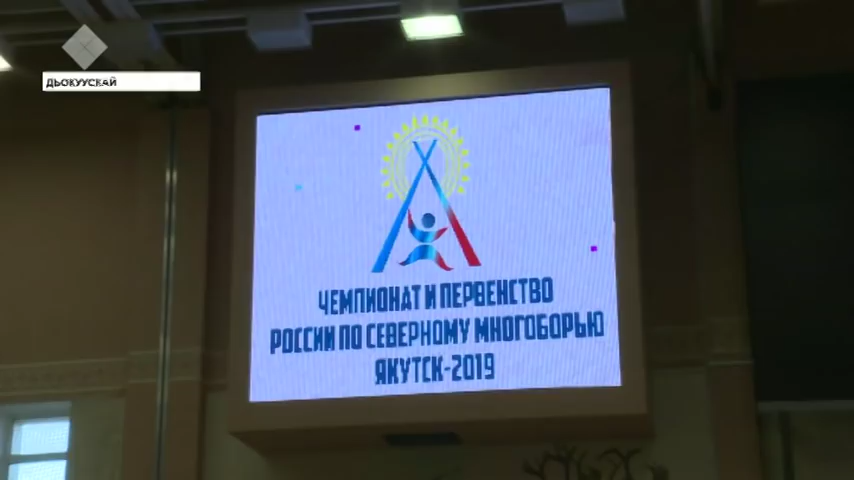 ДЬОКУУСКАЙ
ЧЕМПИОНАТ И ПЕРВЕНСТВО
РОССИИ ПО СЕВЕРНОМУ МНОГОБОРЬЮ
ЯКУТСК-2019